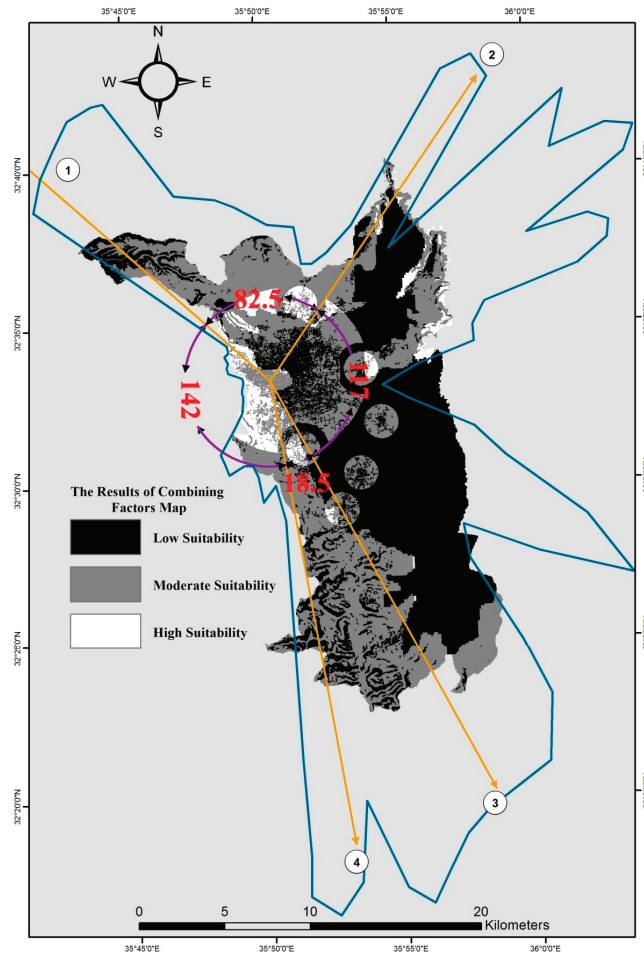 35°45'0"E 35°50'0"E 35°55'0"E 36°0'0"E
N
W E
S
2
1
32°40'0"N
82.5
32°35'0"N
117
142
18.5
32°30'0"N
The Results of Combining
Factors Map
Low Suitability
Moderate Suitability
High Suitability
32°25'0"N
32°20'0"N
3
4
0 5 10 20
Kilometers
35°45'0"E 35°50'0"E 35°55'0"E 36°0'0"E